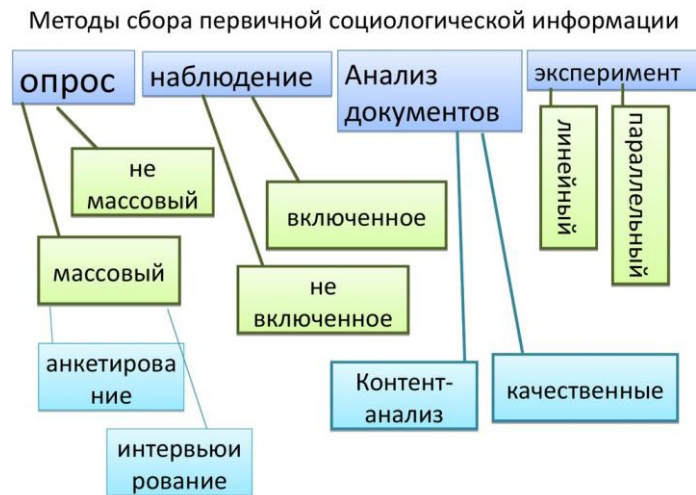 Методы сбора первичной социологической информации
опрос
наблюдение
Анализ
документов
эксперимент
не
массовый
массовый
включенное
не
включенное
линейный
параллельный
анкетирова
ние
интервьюи
рование
Контент-
анализ
качественные